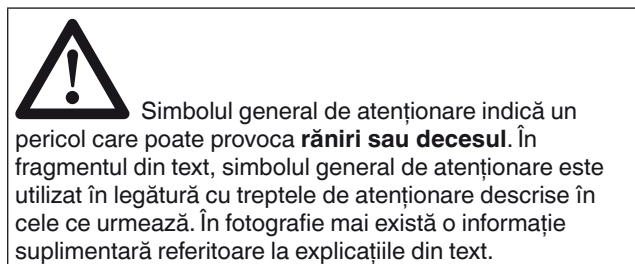 Simbolul general de atenționare indică un
pericol care poate provoca răniri sau decesul. În
fragmentul din text, simbolul general de atenționare este
utilizat în legătură cu treptele de atenționare descrise în
cele ce urmează. În fotografie mai există o informație
suplimentară referitoare la explicațiile din text.